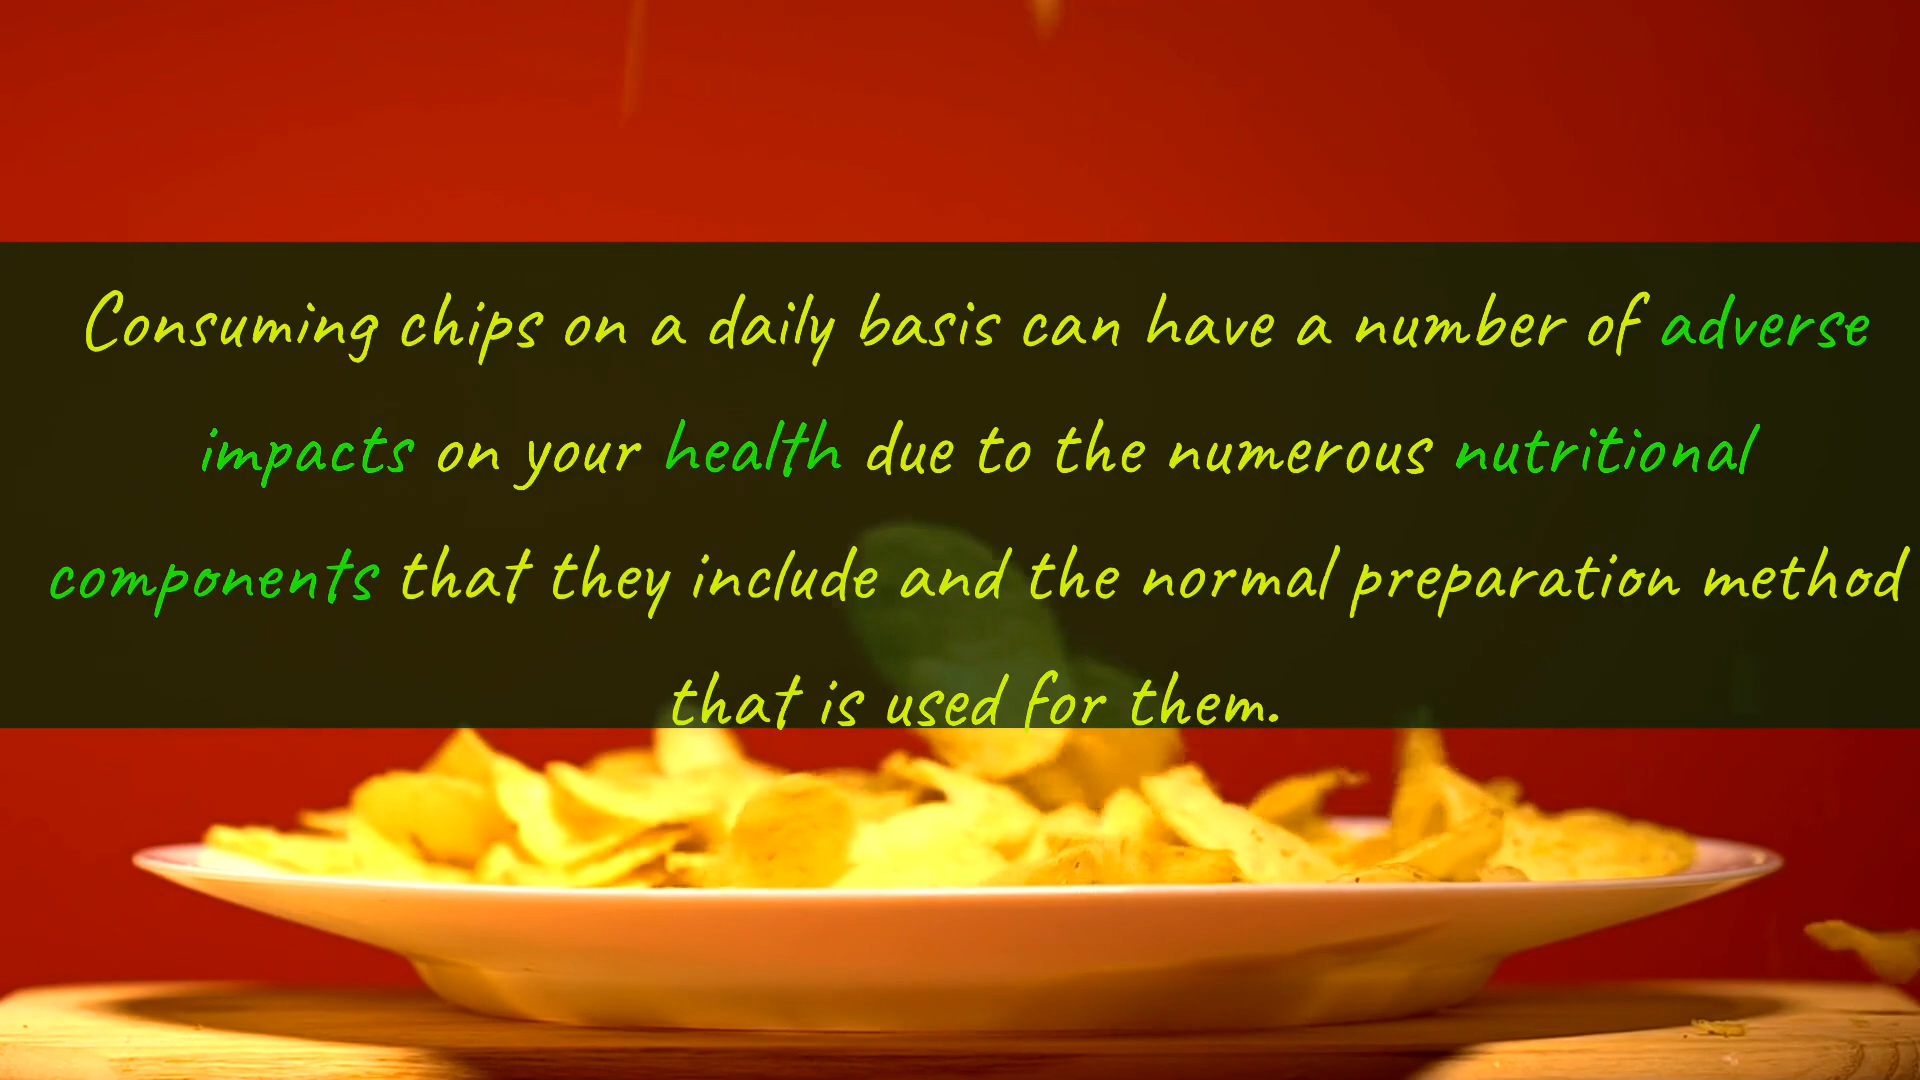 Consuming chips on a daily basis can have a number of adverse
impacts on your health due to the numerous nutritional
components that they include and the normal preparation method
that is used for them.